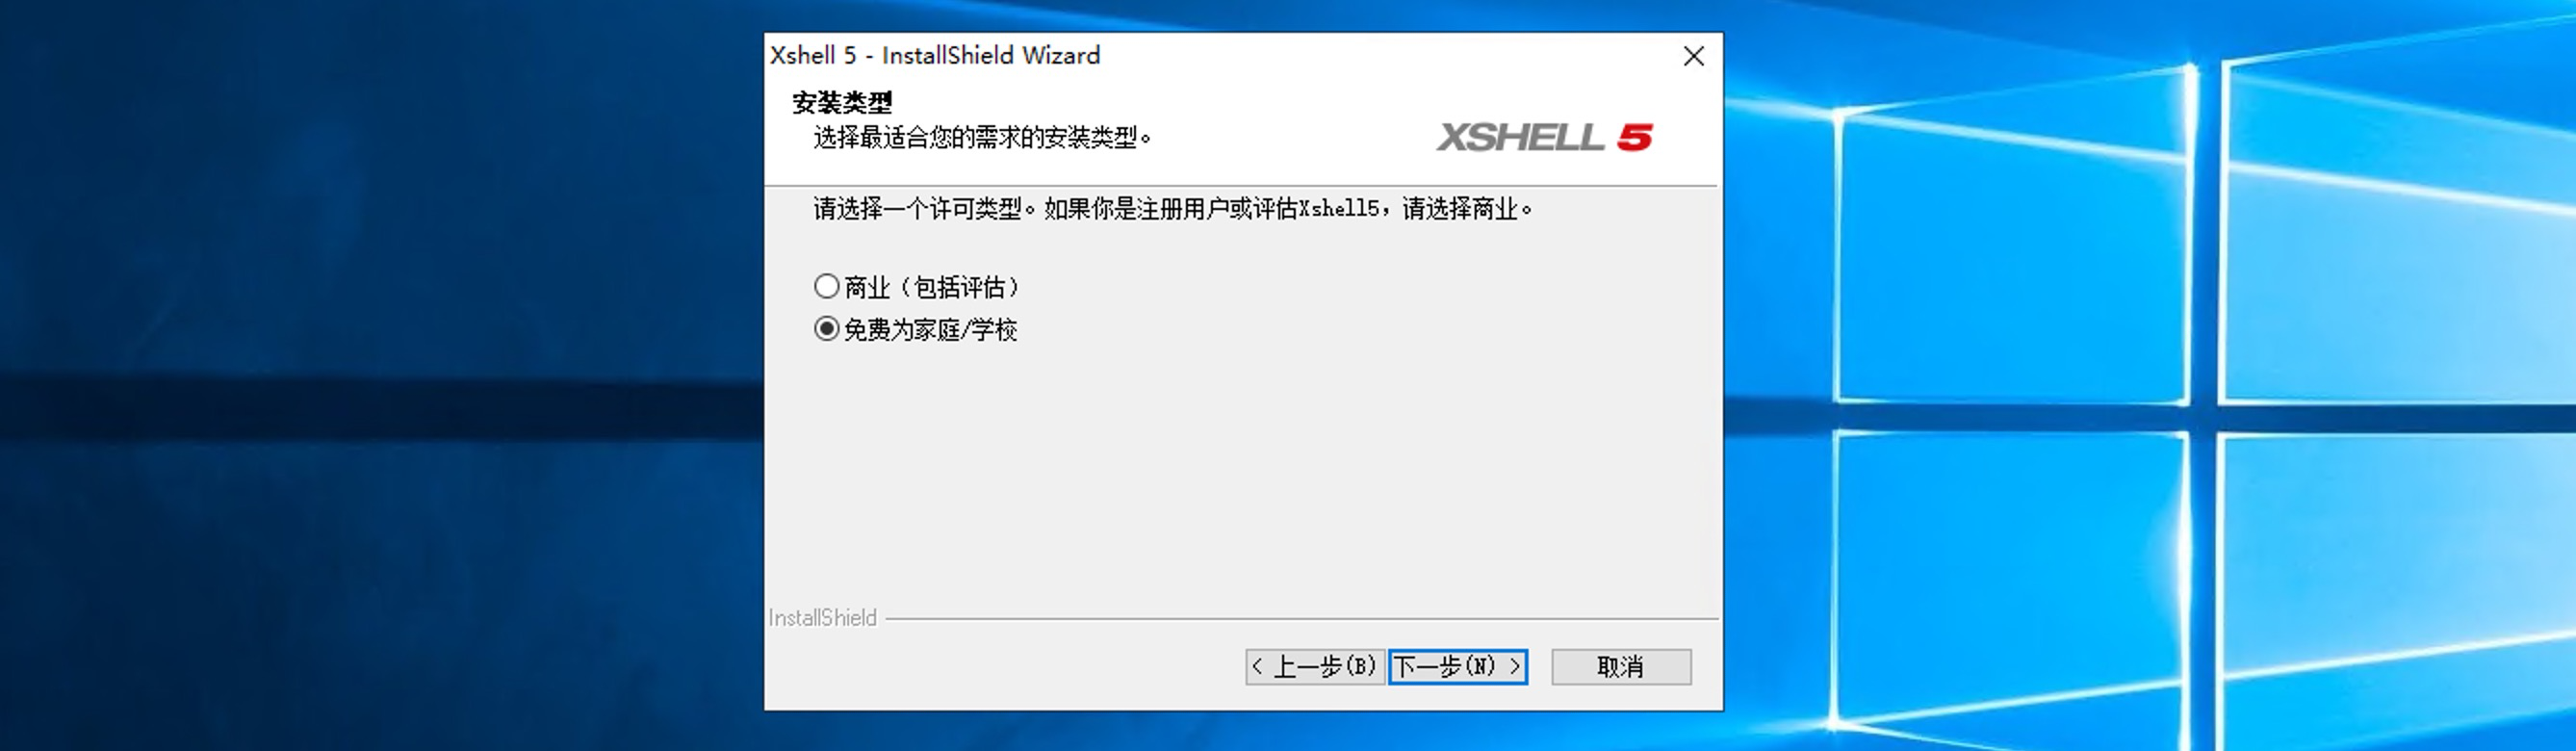 Xshell 5 - InstallShield Wizard
安装类型
选择最适合您的需求的安装类型。
XSHELL 5
请选择一个许可类型。如果你是注册用户或评估Xshell5，请选择商业。
商业（包括评估）
免费为家庭/学校
InstallShield
< 上一步(B)
下一步(N) >
取消